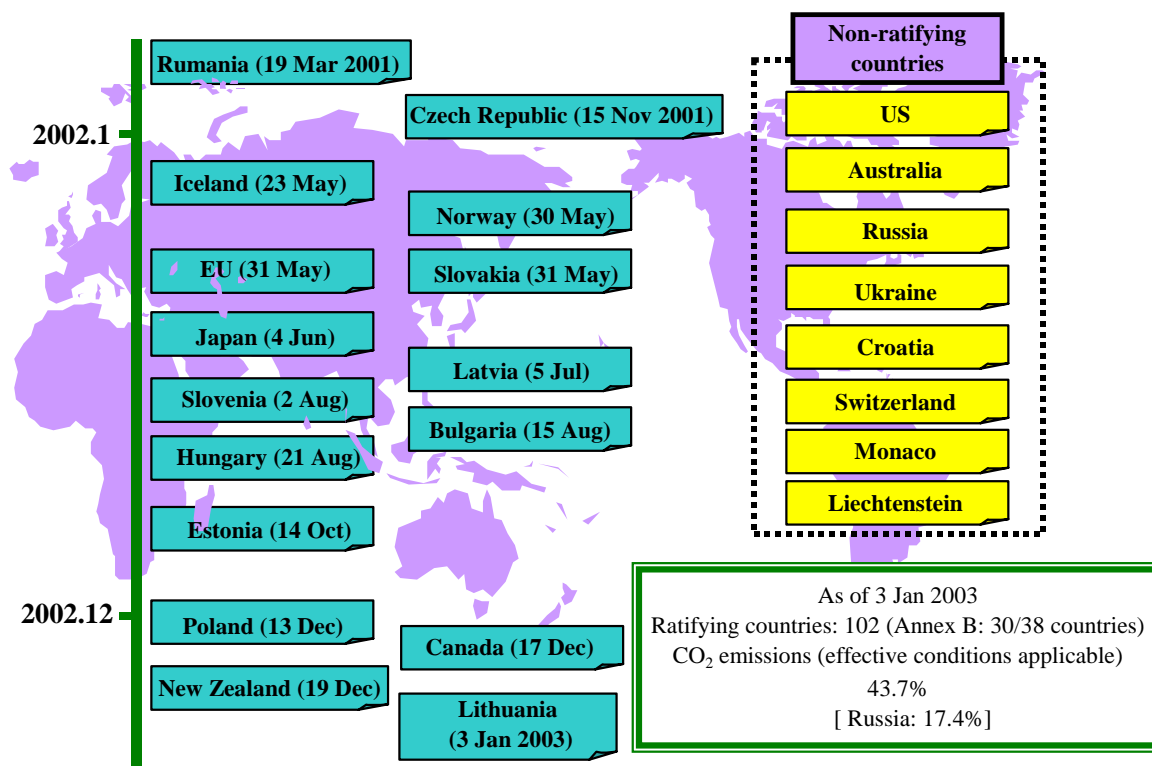 Rumania (19 Mar 2001)
Czech Republic (15 Nov 2001)
2002.1
Iceland (23 May)
Norway (30 May)
EU (31 May)
Slovakia (31 May)
Japan (4 Jun)
Latvia (5 Jul)
Slovenia (2 Aug)
Bulgaria (15 Aug)
Hungary (21 Aug)
Estonia (14 Oct)
2002.12
Poland (13 Dec)
Canada (17 Dec)
New Zealand (19 Dec)
Lithuania
(3 Jan 2003)
Non-ratifying
countries
US
Australia
Russia
Ukraine
Croatia
Switzerland
Monaco
Liechtenstein
As of 3 Jan 2003
Ratifying countries: 102 (Annex B: 30/38 countries)
CO₂ emissions (effective conditions applicable)
43.7%
[ Russia: 17.4%]